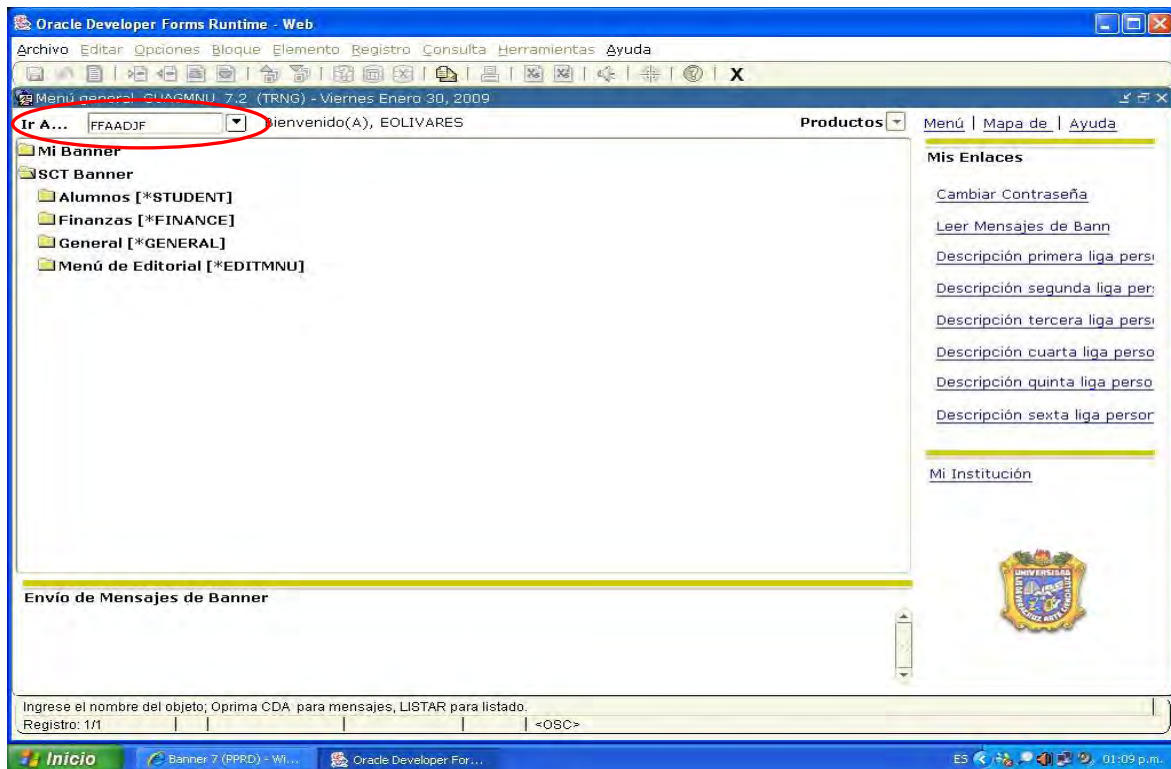 Oracle Developer Forms Runtime - Web
Archivo Editar Opciones Bloque Elemento Registro Consulta Herramientas Ayuda
X
Menú general GUAGMNU 7.2 (TRNG) - Viernes Enero 30, 2009
Ir A... FFAADJF Bienvenido(A), EOLIVARES Productos Menú | Mapa de | Ayuda
Mi Banner
SCT Banner
Alumnos [*STUDENT]
Finanzas [*FINANCE]
General [*GENERAL]
Menú de Editorial [*EDITMNU]
Mis Enlaces
Cambiar Contraseña
Leer Mensajes de Bann
Descripción primera liga perso
Descripción segunda liga per
Descripción tercera liga perso
Descripción cuarta liga perso
Descripción quinta liga perso
Descripción sexta liga person
Mi Institución
UNIVERSIDAD
Envío de Mensajes de Banner
Ingrese el nombre del objeto; Oprima CDA para mensajes, LISTAR para listado.
Registro: 1/1 | | | | <OSC>
Inicio Banner 7 (PPRD) - Wi... Oracle Developer For... ES 01:09 p.m.